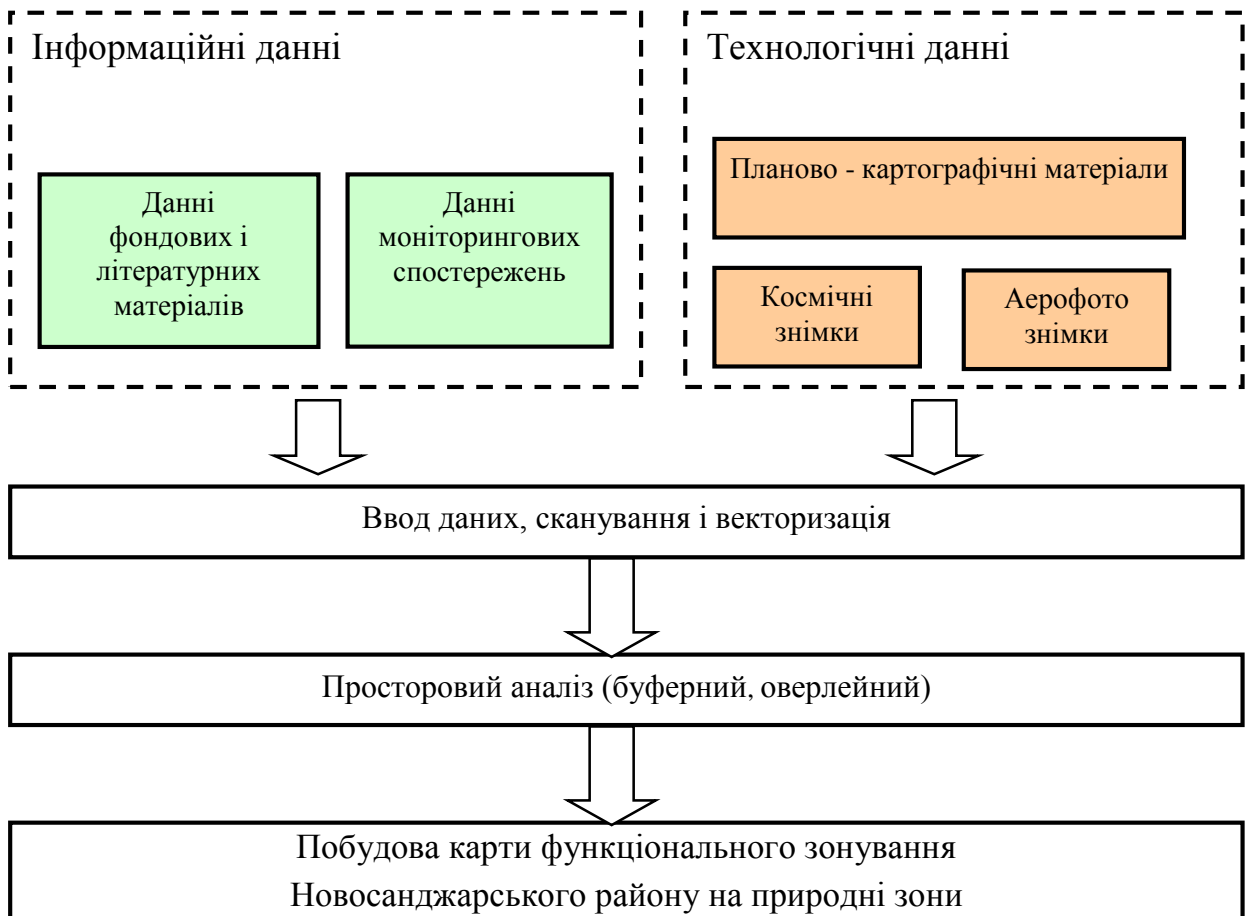 Інформаційні данні
Данні
фондових і
літературних
матеріалів
Данні
моніторингових
спостережень
Технологічні данні
Планово - картографічні матеріали
Космічні
знімки
Аерофото
знімки
Ввод даних, сканування і векторизація
Просторовий аналіз (буферний, оверлейний)
Побудова карти функціонального зонування
Новосанджарського району на природні зони